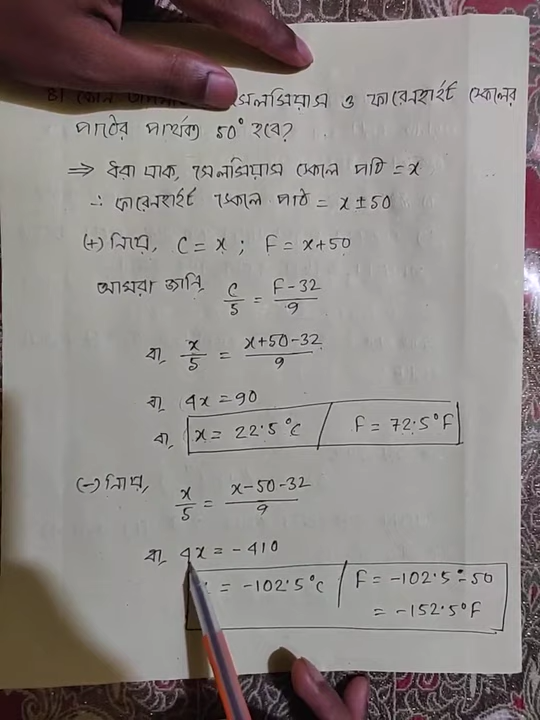 সেলসিয়াস ও ফারেনহাইট স্কেলের
পাঠের পার্থক্য 50° হবে?
⇒ ধরা যাক, সেলসিয়াস স্কেলে পাঠ = x
∴ ফারেনহাইট স্কেলে পাঠ = x ± 50
(+) নিয়ে, C = x ; F = x+50
আমরা জানি, C/5 = F-32/9
বা, x/5 = x+50-32/9
বা, 4x = 90
বা, x = 22.5°C / F = 72.5°F
(-) নিয়ে,
x/5 = x-50-32/9
বা, 4x = -410
= -102.5°C / F = -102.5 - 50
= -152.5°F